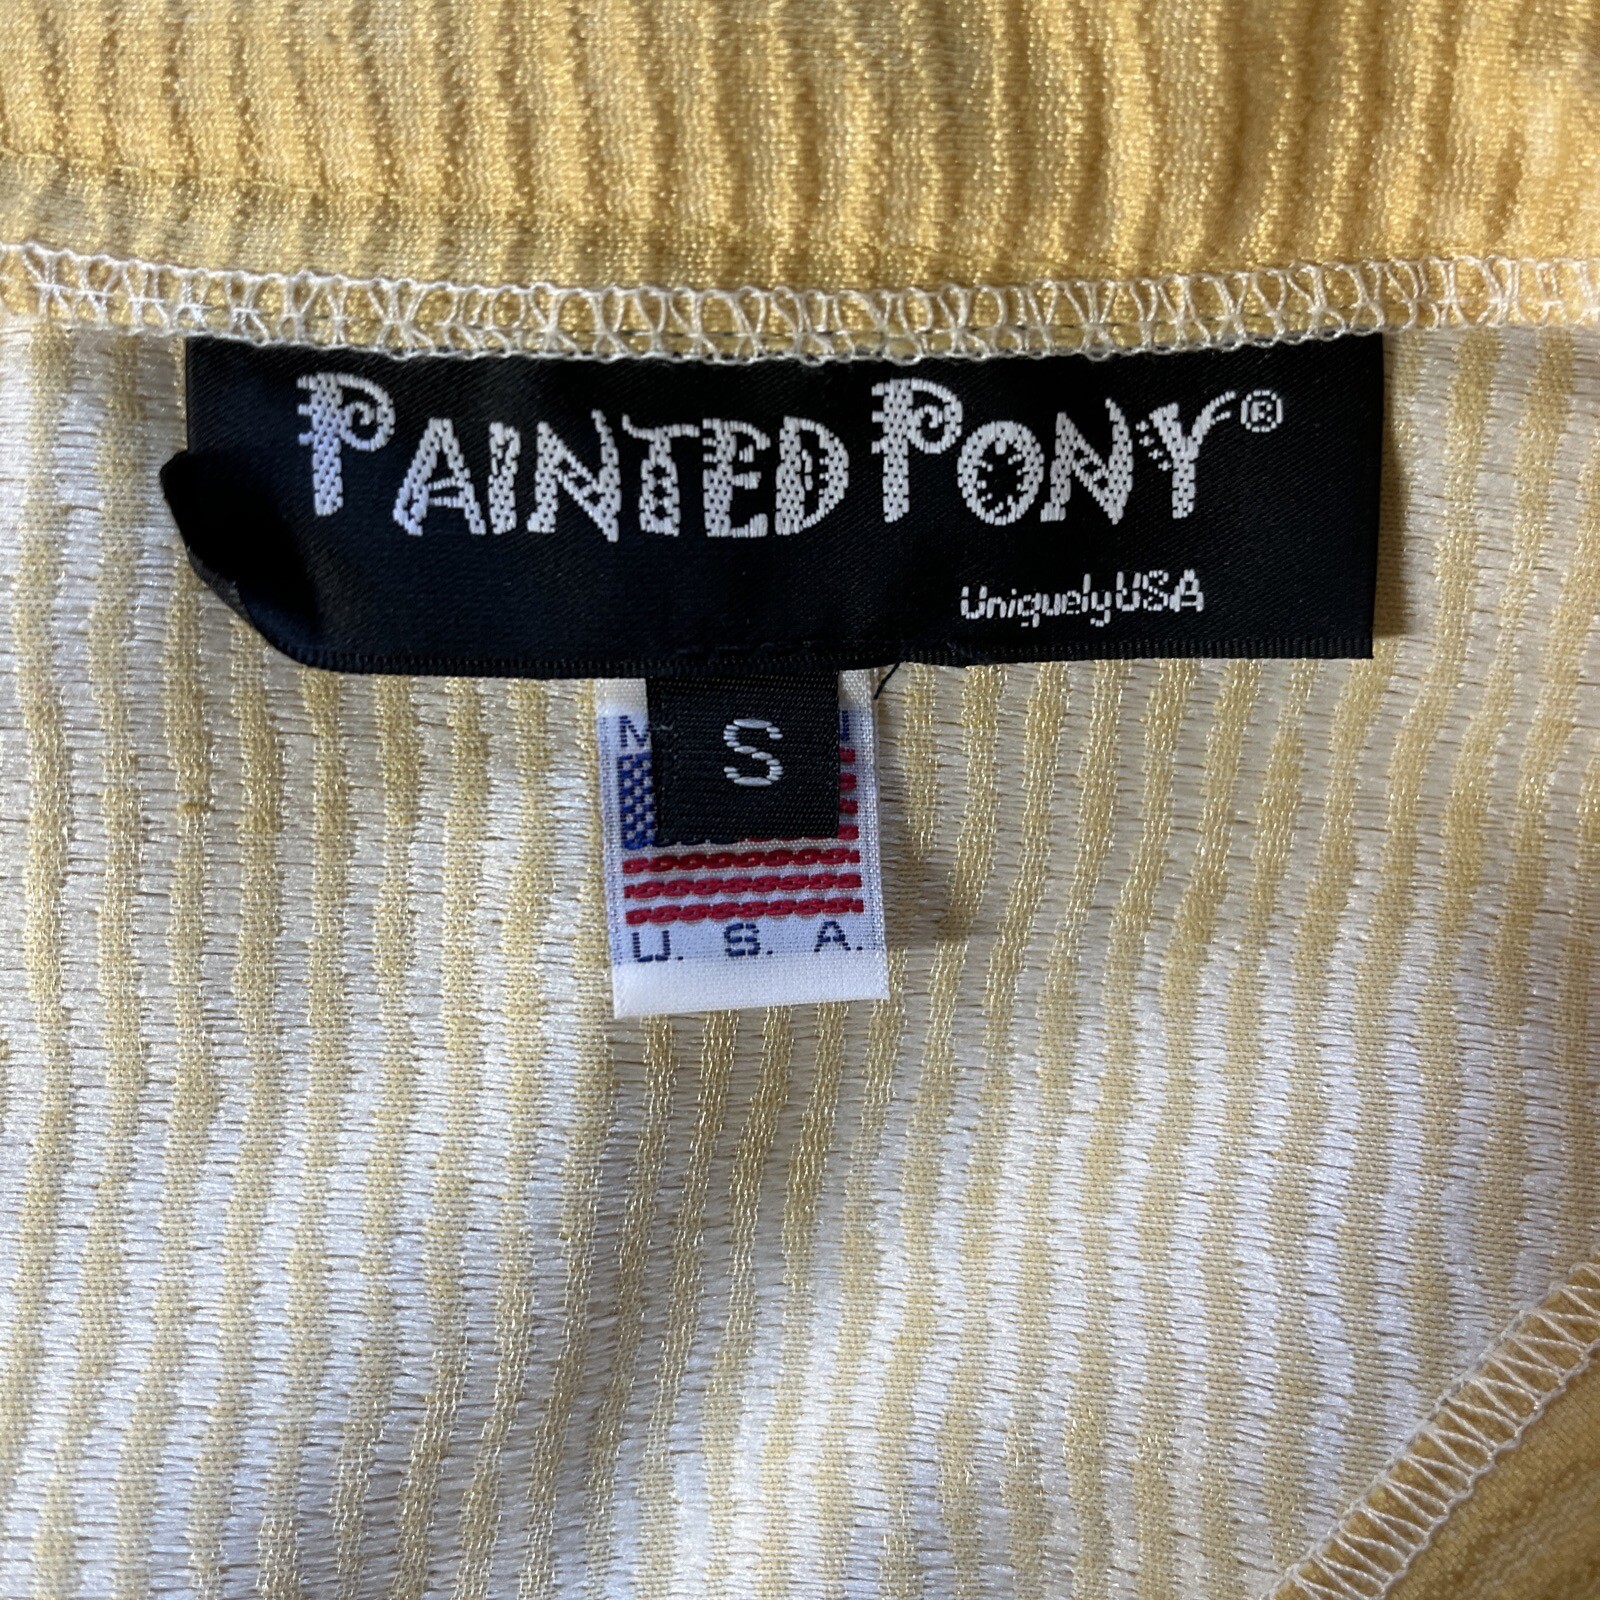 PAINTED PONY®
UniquelyUSA
S
U. S. A.